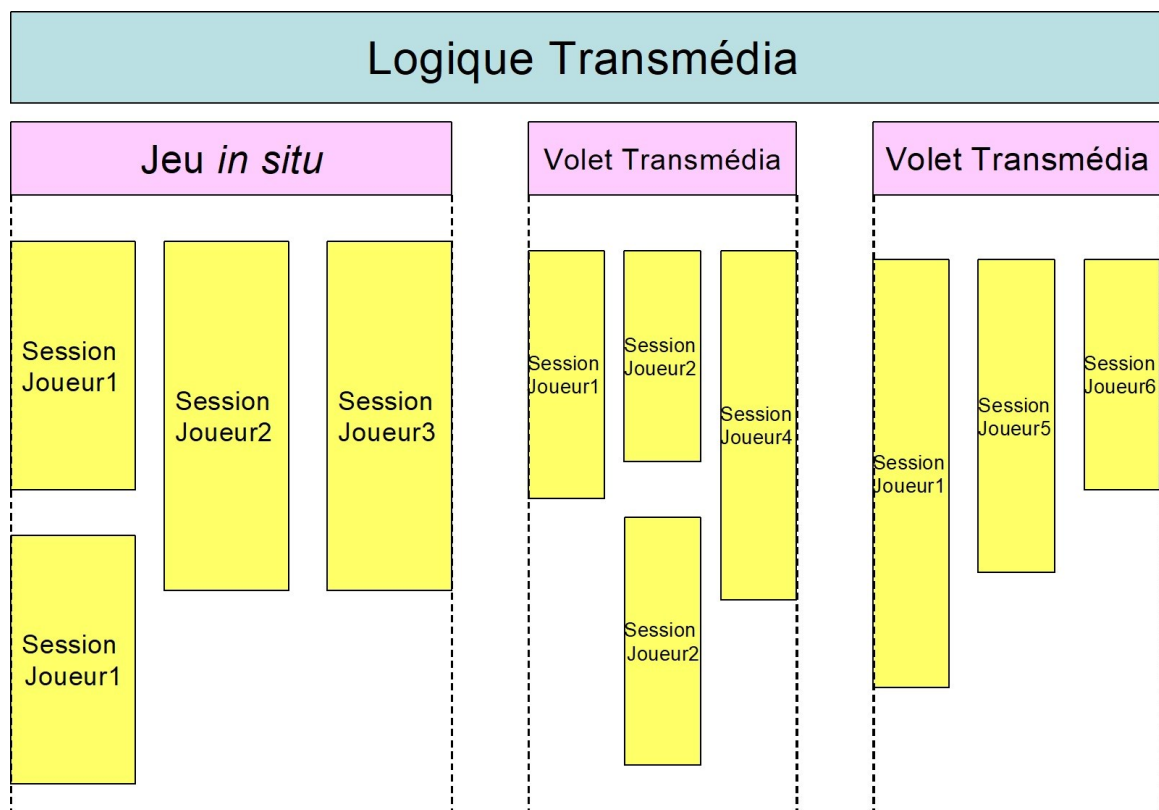 Logique Transmédia
Jeu in situ
Volet Transmédia
Volet Transmédia
Session
Joueur1
Session
Joueur2
Session
Joueur3
Session
Joueur1
Session
Joueur1
Session
Joueur2
Session
Joueur4
Session
Joueur2
Session
Joueur1
Session
Joueur5
Session
Joueur6